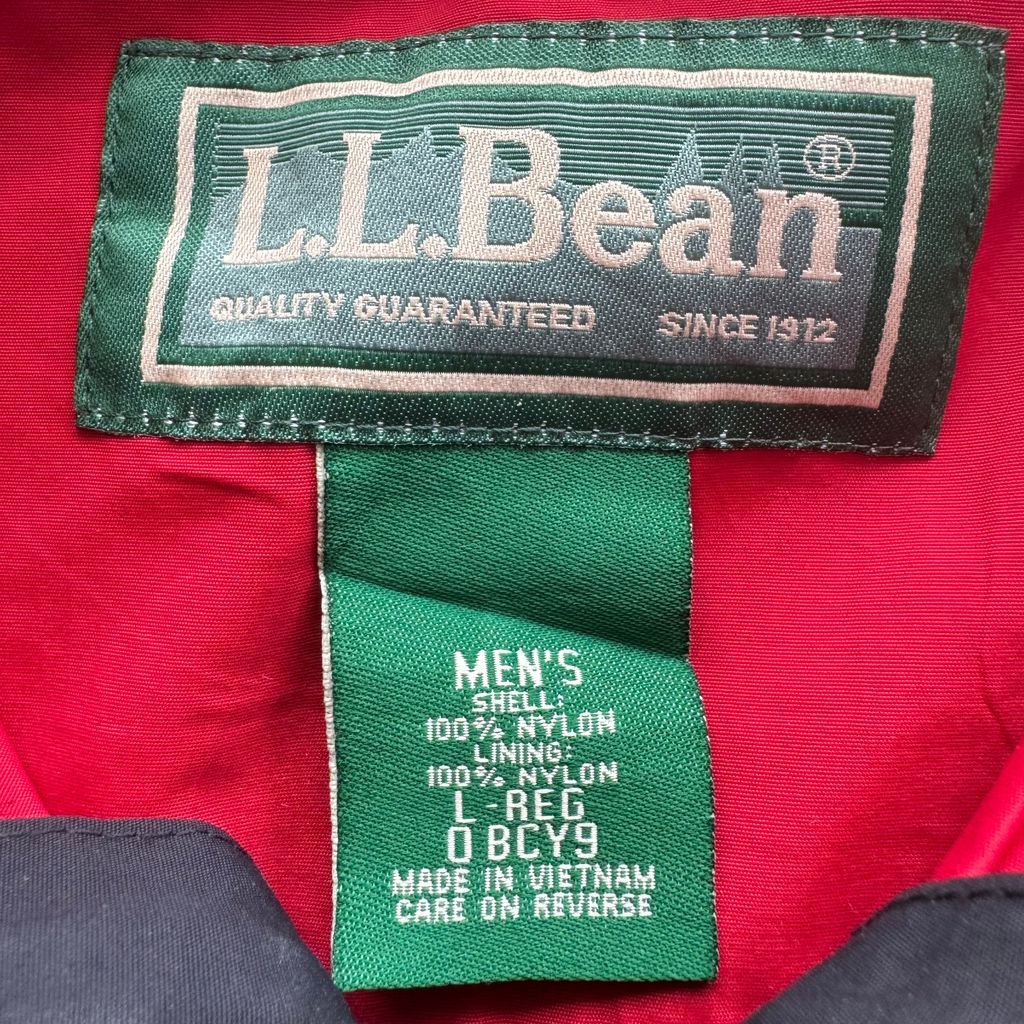 L.L.Bean®
QUALITY GUARANTEED SINCE 1912
MEN'S
SHELL:
100% NYLON
LINING:
100% NYLON
L-REG
0 BCY9
MADE IN VIETNAM
CARE ON REVERSE